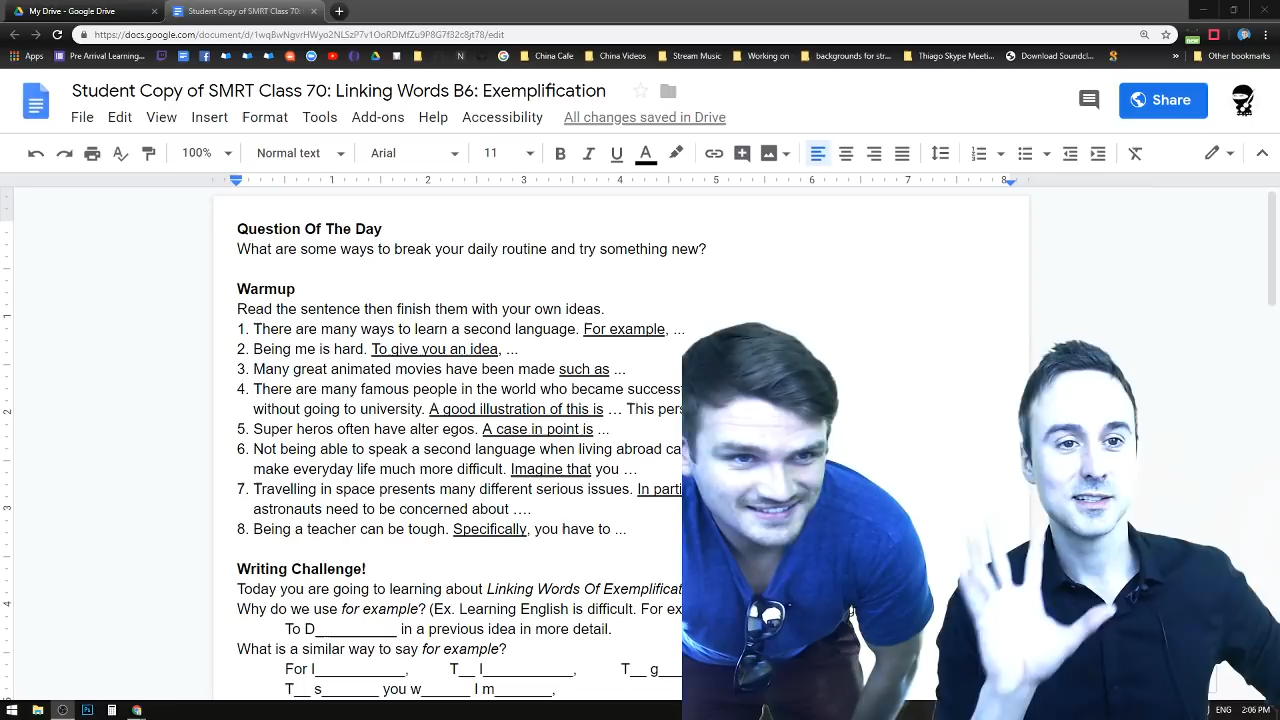 My Drive - Google Drive
Student Copy of SMRT Class 70:
https://docs.google.com/document/d/1wqBwNgvrHWyo2NLSzP7v1OoRDMfZu9P8G7f32c8jt78/edit
Apps
Pre Arrival Learning...
China Cafe
China Videos
Stream Music
Working on
backgrounds for str...
Thiago Skype Meeti...
Download Soundcl...
Other bookmarks
Student Copy of SMRT Class 70: Linking Words B6: Exemplification
File Edit View Insert Format Tools Add-ons Help Accessibility All changes saved in Drive
Share
100% Normal text Arial 11
1 2 3 4 5 6 7 8
Question Of The Day
What are some ways to break your daily routine and try something new?
Warmup
Read the sentence then finish them with your own ideas.
1. There are many ways to learn a second language. For example, ...
2. Being me is hard. To give you an idea, ...
3. Many great animated movies have been made such as ...
4. There are many famous people in the world who became success
without going to university. A good illustration of this is … This pers
5. Super heros often have alter egos. A case in point is ...
6. Not being able to speak a second language when living abroad ca
make everyday life much more difficult. Imagine that you …
7. Travelling in space presents many different serious issues. In parti
astronauts need to be concerned about ….
8. Being a teacher can be tough. Specifically, you have to ...
Writing Challenge!
Today you are going to learning about Linking Words Of Exemplificat
Why do we use for example? (Ex. Learning English is difficult. For ex
To D__________ in a previous idea in more detail.
What is a similar way to say for example?
For I___________, T__ I___________, T__ g___
T__ s_______ you w______ I m_______,
ENG 2:06 PM